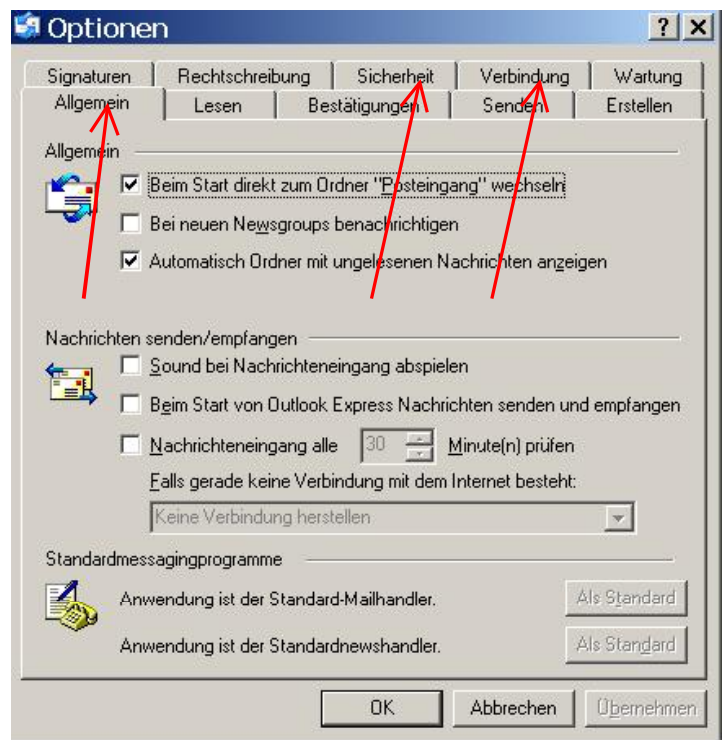 Optionen
Signaturen Rechtschreibung Sicherheit Verbindung Wartung
Allgemein Lesen Bestätigungen Senden Erstellen
Allgemein
Beim Start direkt zum Ordner "Posteingang" wechseln
Bei neuen Newsgroups benachrichtigen
Automatisch Ordner mit ungelesenen Nachrichten anzeigen
Nachrichten senden/empfangen
Sound bei Nachrichteneingang abspielen
Beim Start von Outlook Express Nachrichten senden und empfangen
Nachrichteneingang alle 30 Minute(n) prüfen
Falls gerade keine Verbindung mit dem Internet besteht:
Keine Verbindung herstellen
Standardmessagingprogramme
Anwendung ist der Standard-Mailhandler. Als Standard
Anwendung ist der Standardnewshandler. Als Standard
OK Abbrechen Übernehmen